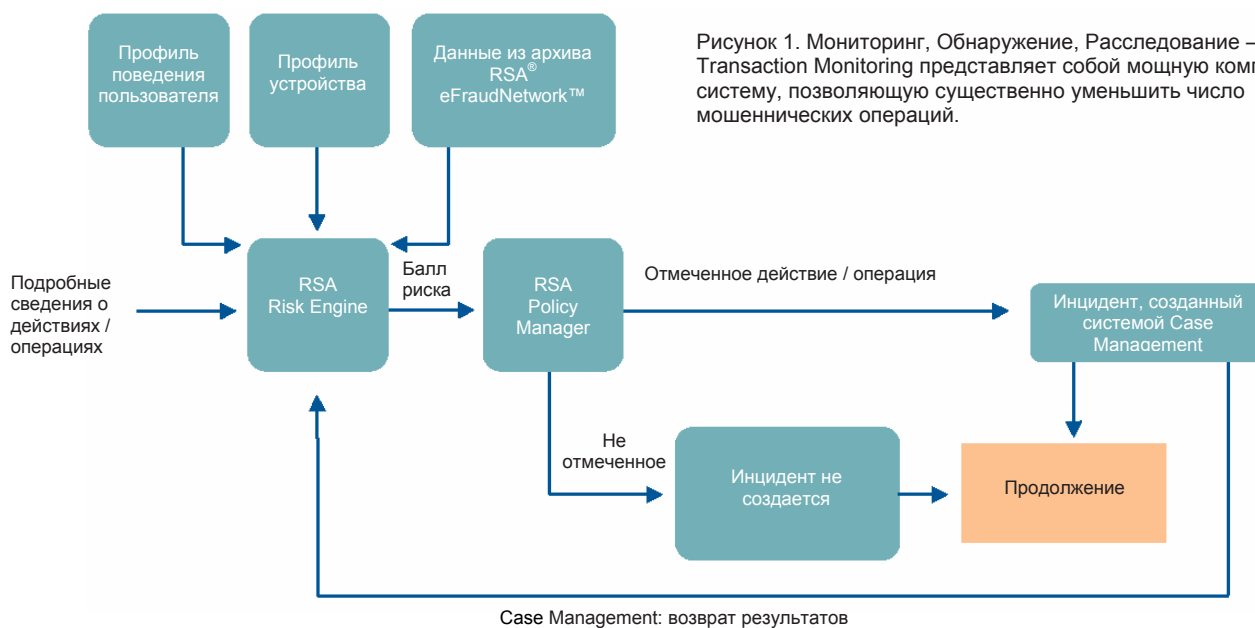 Профиль
поведения
пользователя
Профиль
устройства
Данные из архива
RSA®
eFraudNetwork™
Рисунок 1. Мониторинг, Обнаружение, Расследование –
Transaction Monitoring представляет собой мощную
систему, позволяющую существенно уменьшить число
мошеннических операций.
Подробные
сведения о
действиях /
операциях
RSA
Risk Engine
Балл
риска
RSA
Policy
Manager
Отмеченное действие / операция
Инцидент, созданный
системой Case
Management
Не
отмеченное
Инцидент не
создается
Продолжение
Case Management: возврат результатов